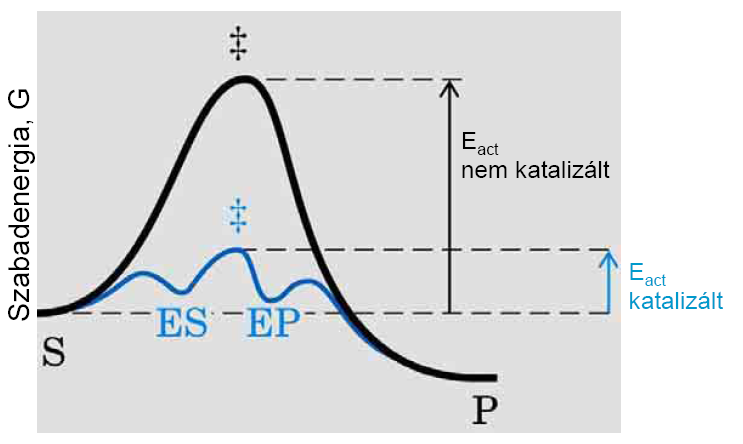 ‡
Szabadenergia, G
E act
nem katalizált
‡
E act
katalizált
ES EP
S
P